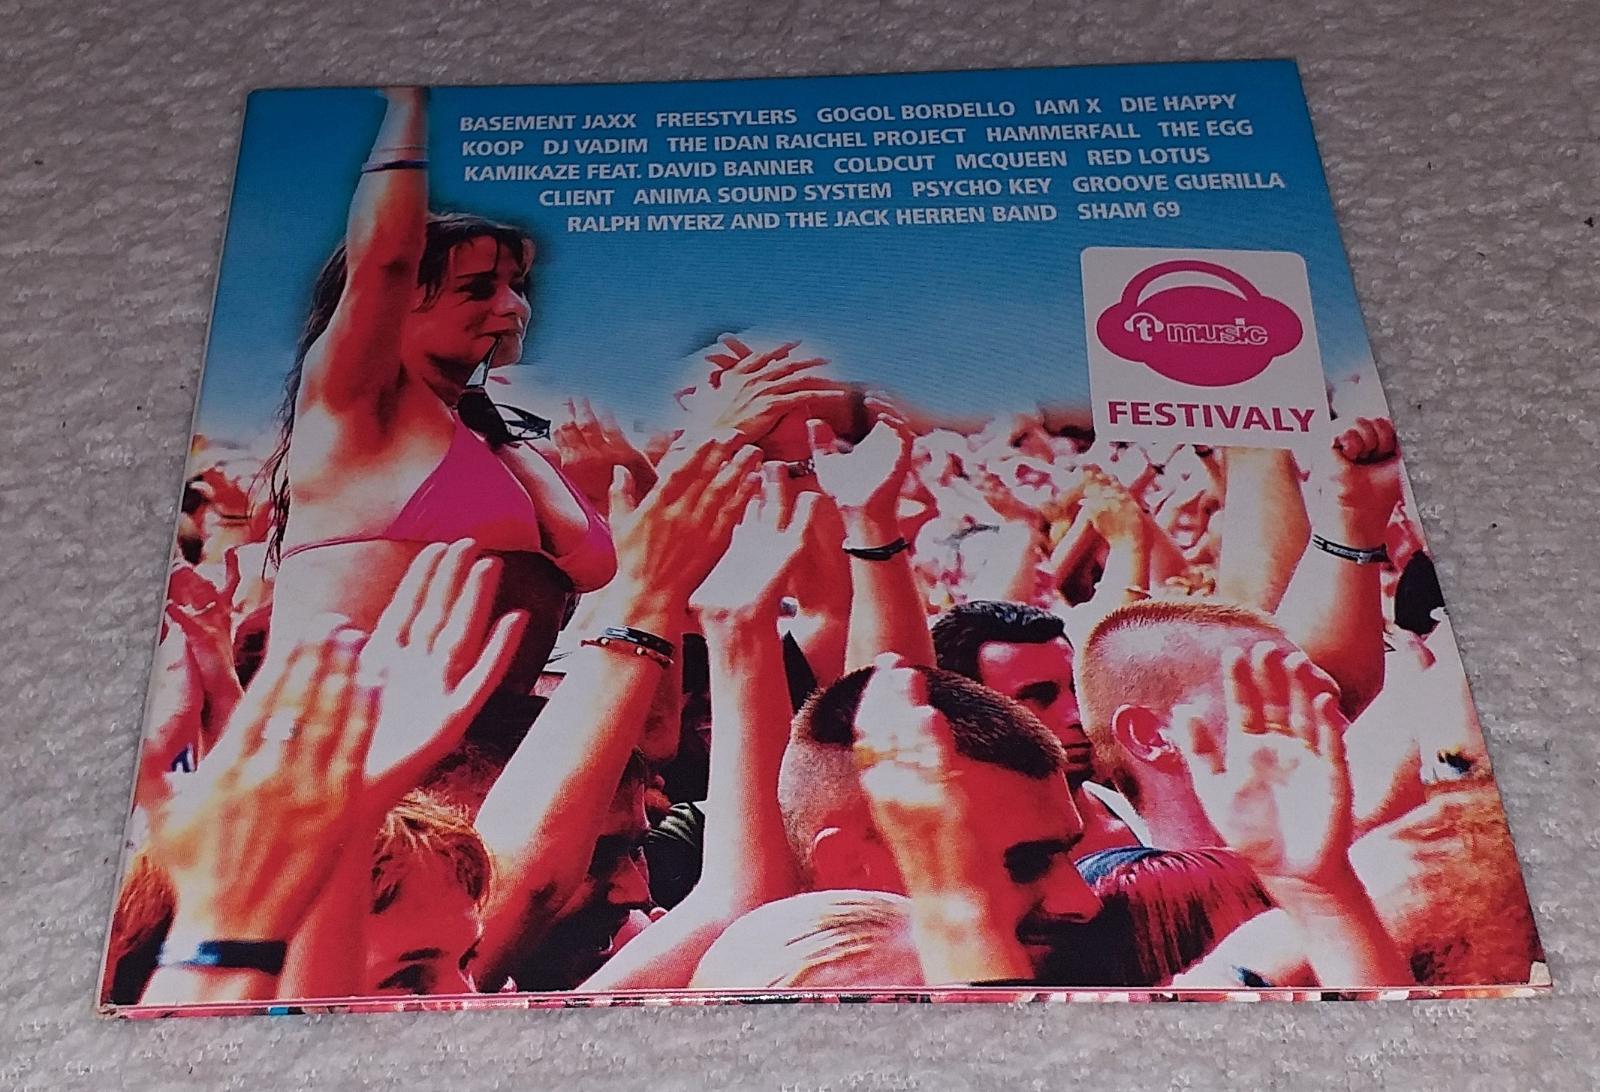 BASEMENT JAXX FREESTYLERS GOGOL BORDELLO IAM X DIE HAPPY
KOOP DJ VADIM THE IDAN RAICHEL PROJECT HAMMERFALL THE EGG
KAMIKAZE FEAT. DAVID BANNER COLDCUT MCQUEEN RED LOTUS
CLIENT ANIMA SOUND SYSTEM PSYCHO KEY GROOVE GUERILLA
RALPH MYERZ AND THE JACK HERREN BAND SHAM 69
t music
FESTIVALY